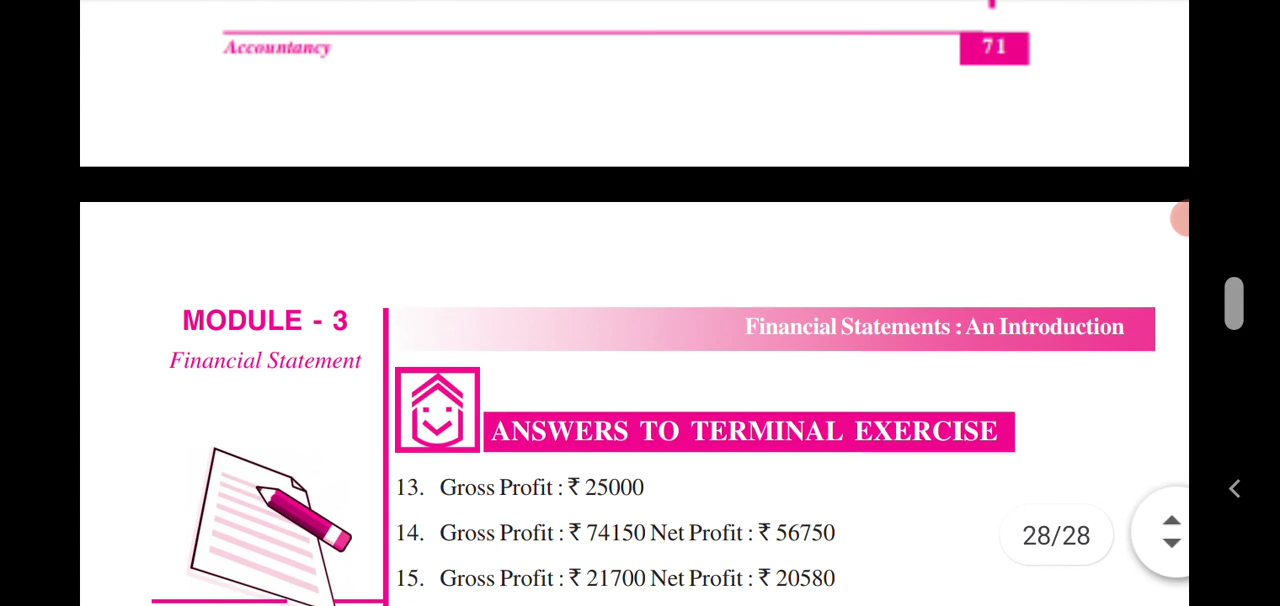 Accountancy
71
MODULE - 3
Financial Statements : An Introduction
Financial Statement
ANSWERS TO TERMINAL EXERCISE
13. Gross Profit : ₹ 25000
14. Gross Profit : ₹ 74150 Net Profit : ₹ 56750
28/28
15. Gross Profit : ₹ 21700 Net Profit : ₹ 20580